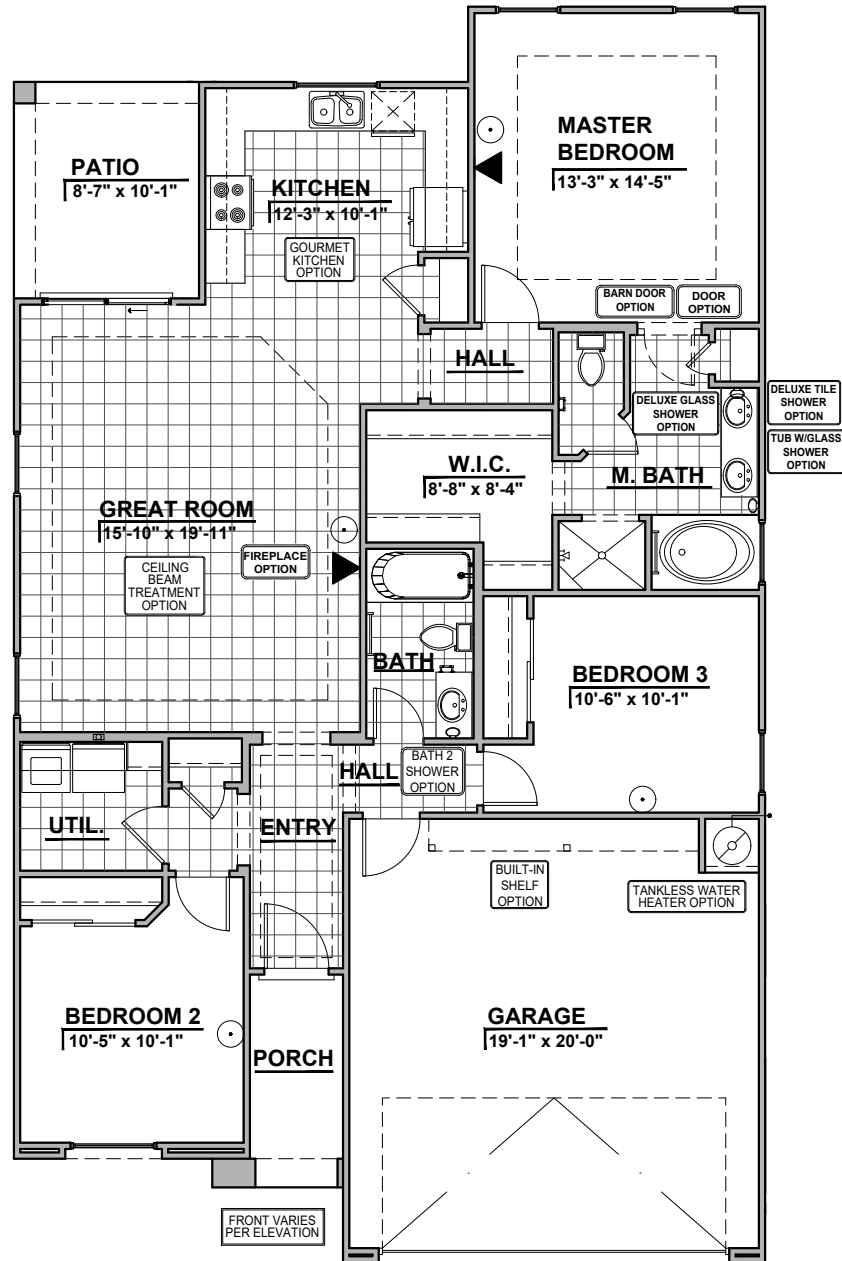 MASTER
BEDROOM
13'-3" x 14'-5"
PATIO
8'-7" x 10'-1"
KITCHEN
12'-3" x 10'-1"
GOURMET
KITCHEN
OPTION
BARN DOOR
OPTION
DOOR
OPTION
HALL
DELUXE GLASS
SHOWER
OPTION
DELUXE TILE
SHOWER
OPTION
TUB W/GLASS
SHOWER
OPTION
W.I.C.
8'-8" x 8'-4"
M. BATH
GREAT ROOM
15'-10" x 19'-11"
CEILING
BEAM
TREATMENT
OPTION
FIREPLACE
OPTION
BATH
BEDROOM 3
10'-6" x 10'-1"
HALL
BATH 2
SHOWER
OPTION
UTIL.
ENTRY
BUILT-IN
SHELF
OPTION
TANKLESS WATER
HEATER OPTION
BEDROOM 2
10'-5" x 10'-1"
PORCH
GARAGE
19'-1" x 20'-0"
FRONT VARIES
PER ELEVATION